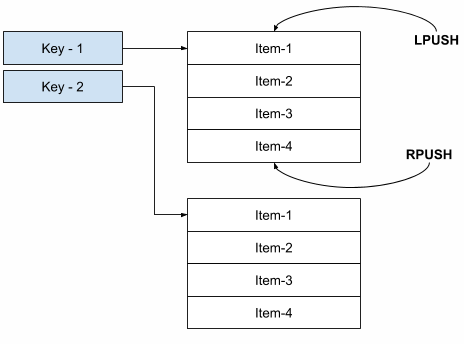 Key - 1
Key - 2
Item-1
Item-2
Item-3
Item-4
LPUSH
RPUSH
Item-1
Item-2
Item-3
Item-4